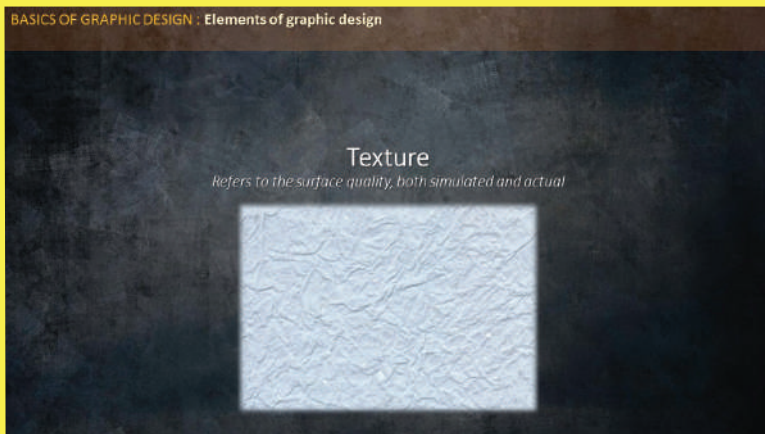 BASICS OF GRAPHIC DESIGN : Elements of graphic design
Texture
Refers to the surface quality, both simulated and actual